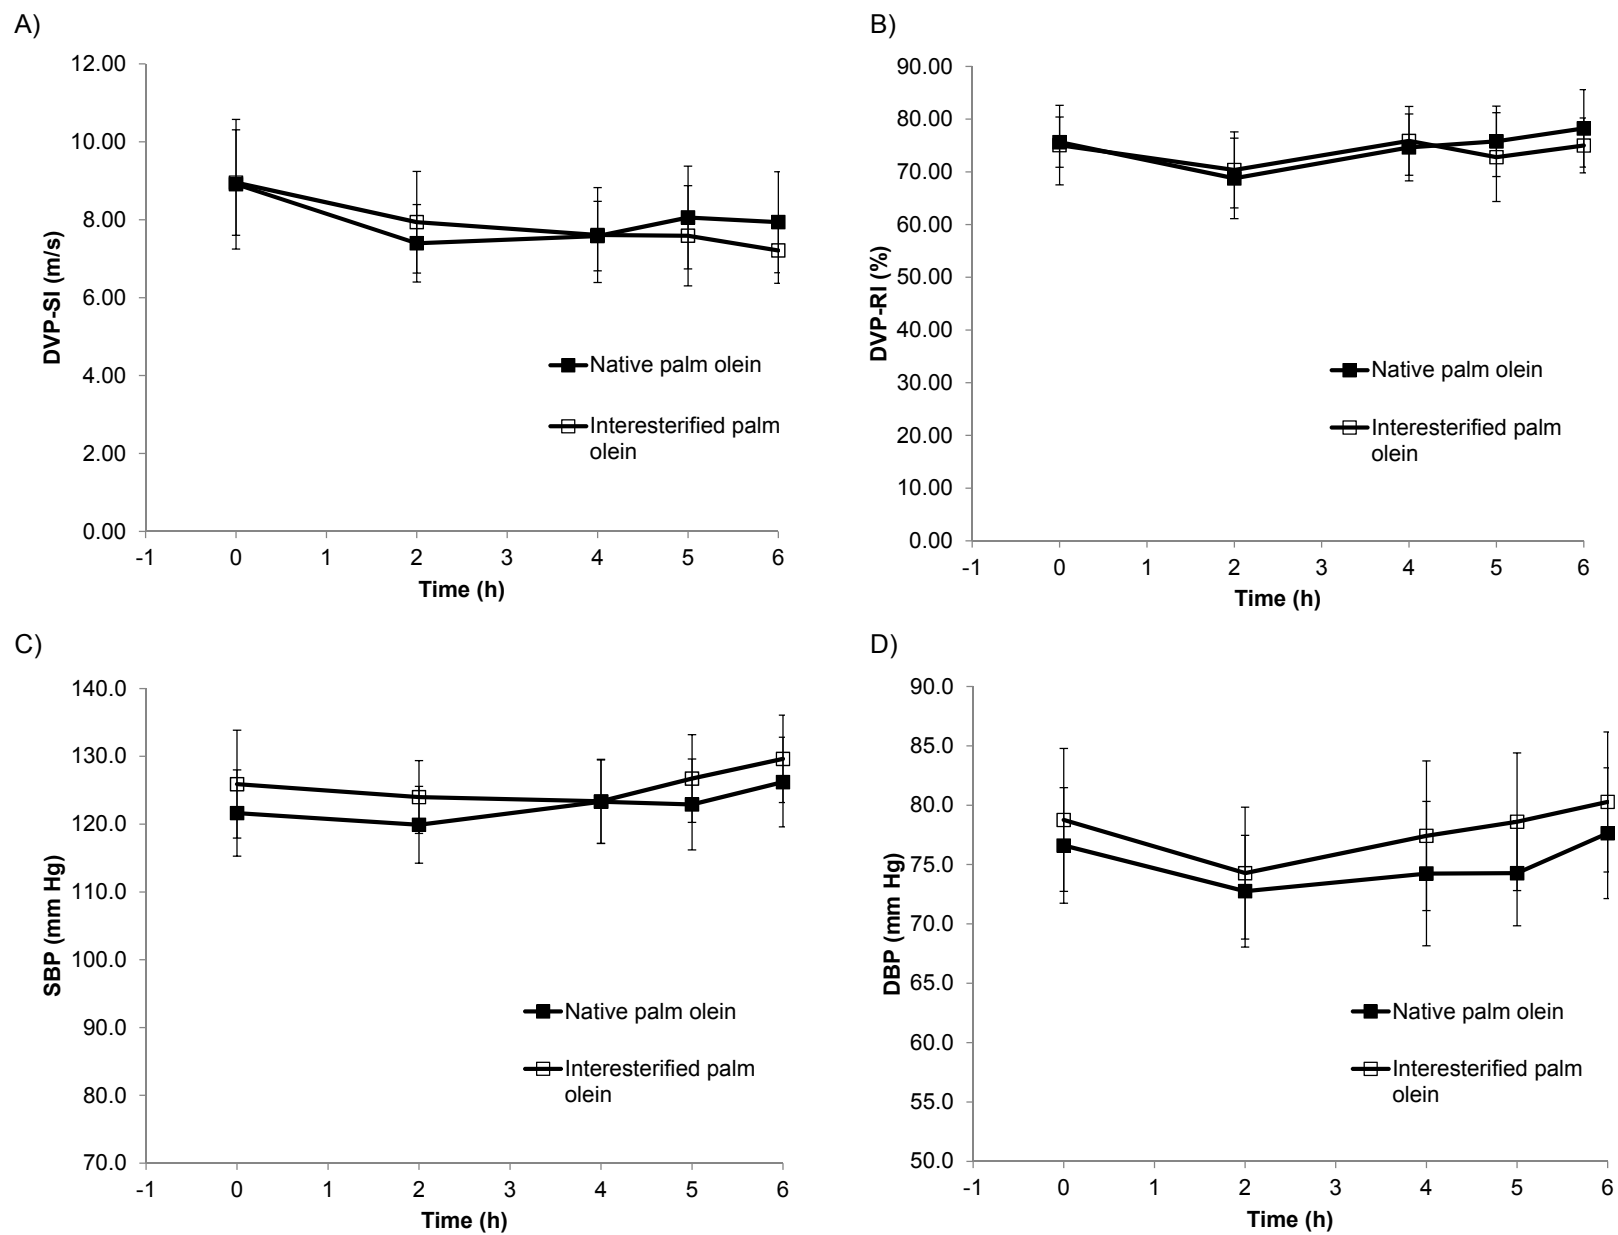 A)
12.00
10.00
8.00
6.00
4.00
2.00
0.00
DVP-SI (m/s)
Native palm olein
Interesterified palm
olein
-1 0 1 2 3 4 5 6
Time (h)
B)
90.00
80.00
70.00
60.00
50.00
40.00
30.00
20.00
10.00
0.00
DVP-RI (%)
Native palm olein
Interesterified palm
olein
-1 0 1 2 3 4 5 6
Time (h)
C)
140.0
130.0
120.0
110.0
100.0
90.0
80.0
70.0
SBP (mm Hg)
Native palm olein
Interesterified palm
olein
-1 0 1 2 3 4 5 6
Time (h)
D)
90.0
85.0
80.0
75.0
70.0
65.0
60.0
55.0
50.0
DBP (mm Hg)
Native palm olein
Interesterified palm
olein
-1 0 1 2 3 4 5 6
Time (h)